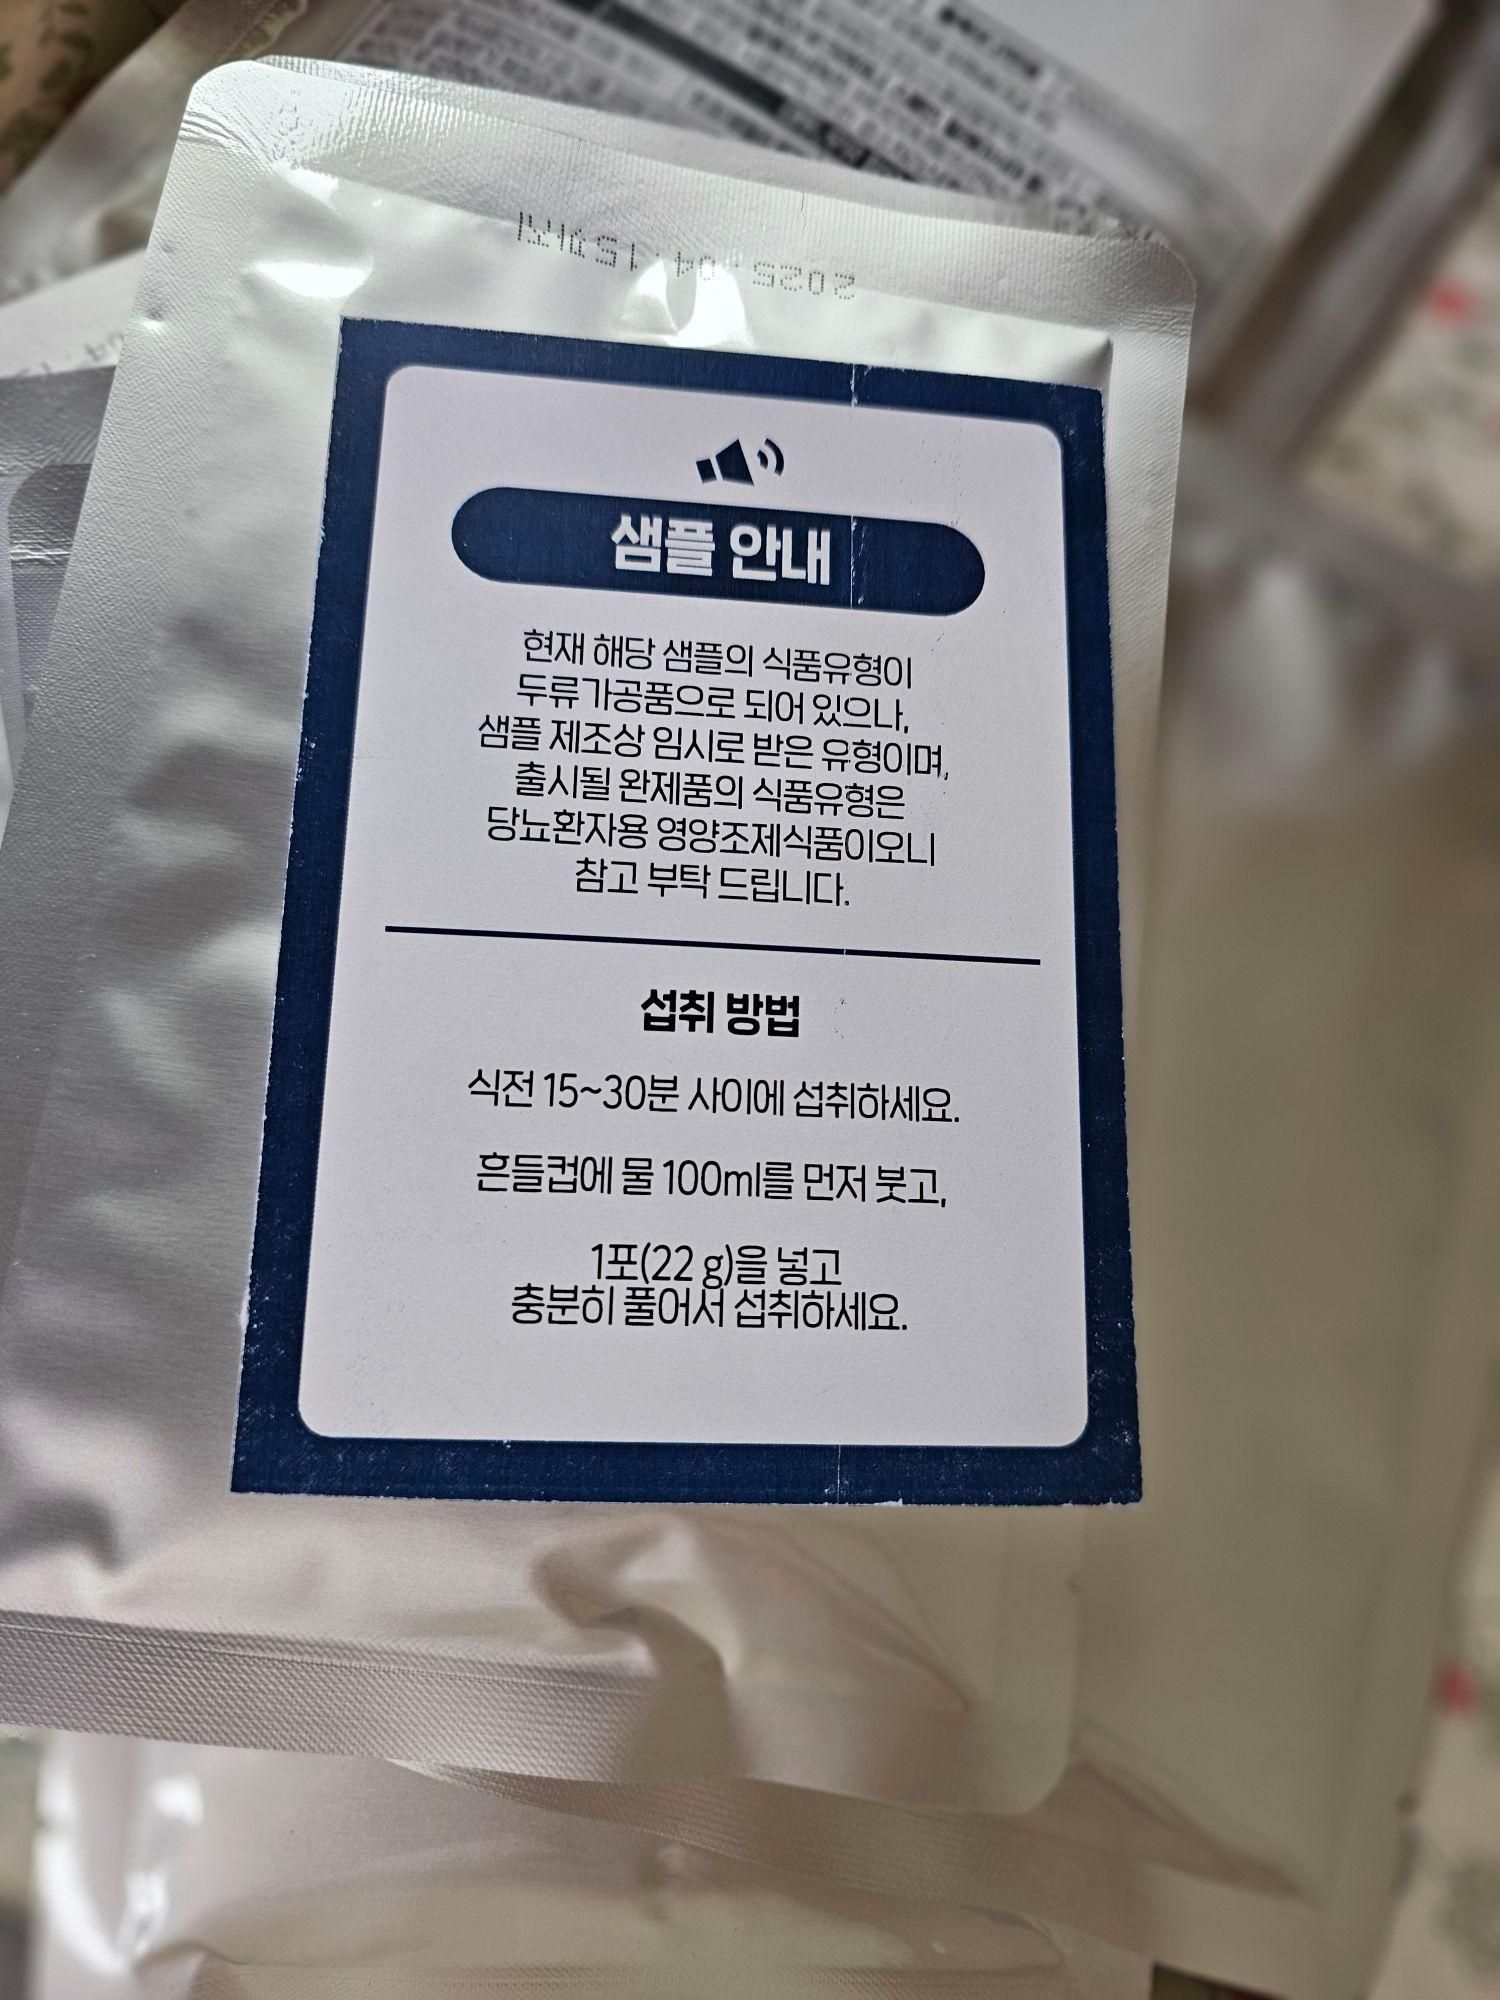 2025.04.15까지
샘플 안내
현재 해당 샘플의 식품유형이
두류가공품으로 되어 있으나,
샘플 제조상 임시로 받은 유형이며,
출시될 완제품의 식품유형은
당뇨환자용 영양조제식품이오니
참고 부탁 드립니다.
섭취 방법
식전 15~30분 사이에 섭취하세요.
흔들컵에 물 100ml를 먼저 붓고,
1포(22 g)을 넣고
충분히 풀어서 섭취하세요.